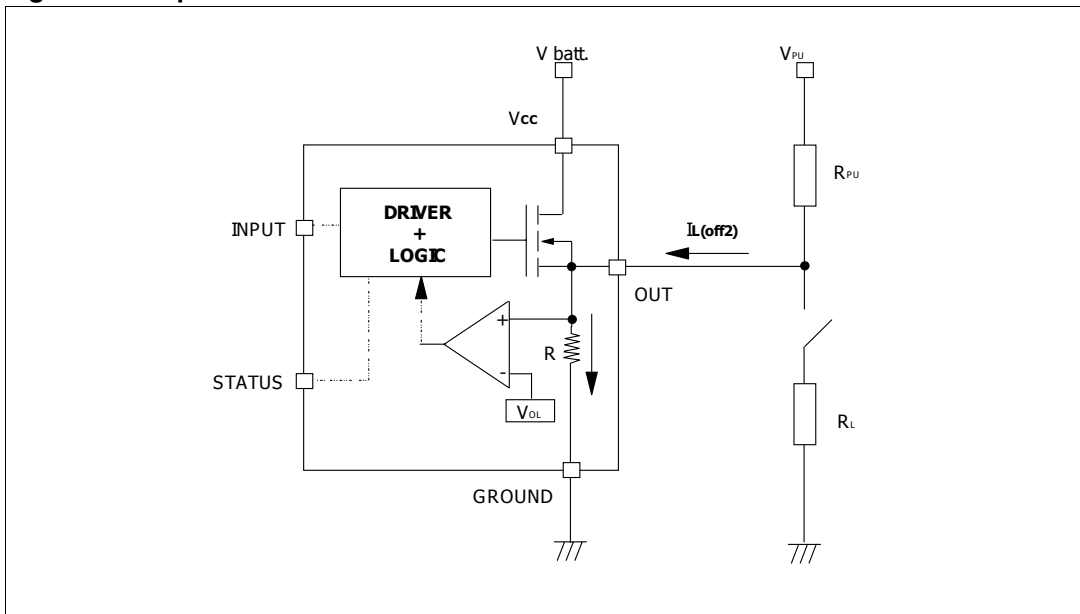 V batt.
VPU
Vcc
RPU
DRIVER
+
LOGIC
INPUT
IL(off2)
OUT
+
R
-
STATUS
VOL
RL
GROUND